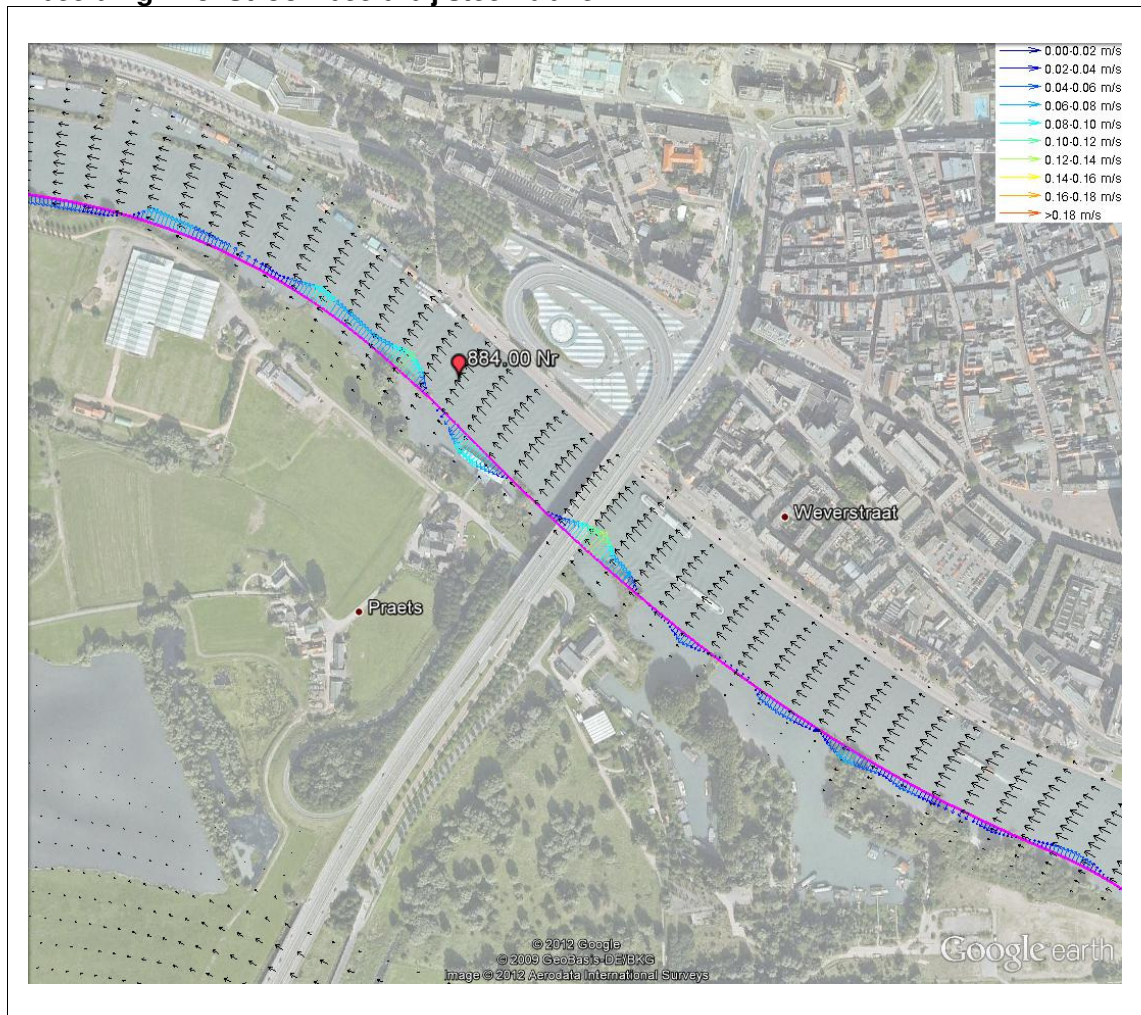 0.00-0.02 m/s
0.02-0.04 m/s
0.04-0.06 m/s
0.06-0.08 m/s
0.08-0.10 m/s
0.10-0.12 m/s
0.12-0.14 m/s
0.14-0.16 m/s
0.16-0.18 m/s
>0.18 m/s
884.00 Nr
Weverstraat
Praets
© 2012 Google
© 2009 GeoBasis-DE/BKG
Image © 2012 Aerodata International Surveys
Google earth